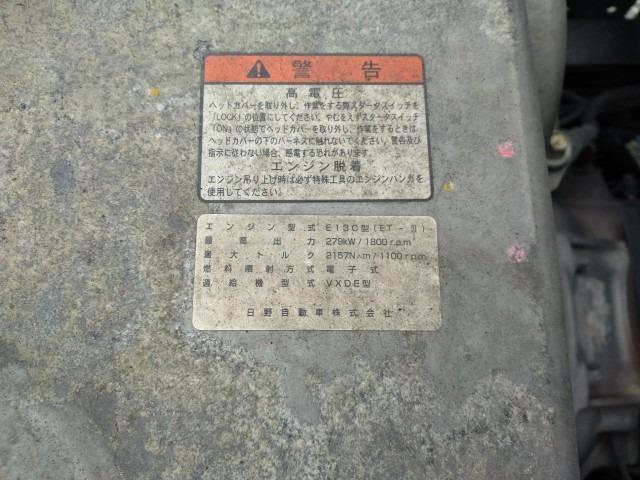 警告
高電圧
ヘッドカバーを取り外し、作業をする際スタータスイッチを
「LOCK」の位置にしてください。やむをえずスタータスイッチ
「ON」の状態でヘッドカバーを取り外し、作業をするときは、
ヘッドカバーの下のハーネスに触れないでください。警告及び
指示に従わない場合、感電する恐れがあります。
エンジン脱着
エンジン吊り上げ時は必ず特殊工具のエンジンハンガを
使用してください。
エンジン型式 E13C型(ET-Ⅲ)
最高出力 279kW/1800r.p.m
最大トルク 2157N·m/1100r.p.m
燃料噴射方式 電子式
過給機型式 VXDE型
日野自動車株式会社